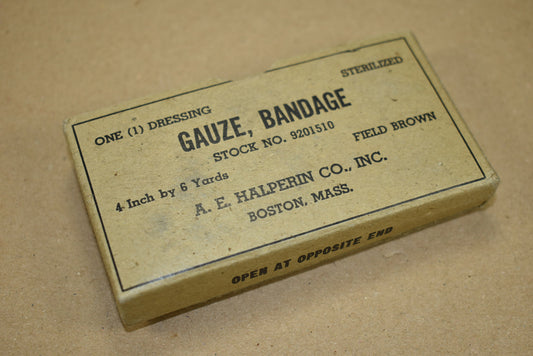 ONE (1) DRESSING STERILIZED
GAUZE, BANDAGE
STOCK NO. 9201510
4 Inch by 6 Yards FIELD BROWN
A. E. HALPERIN CO., INC.
BOSTON, MASS.
OPEN AT OPPOSITE END